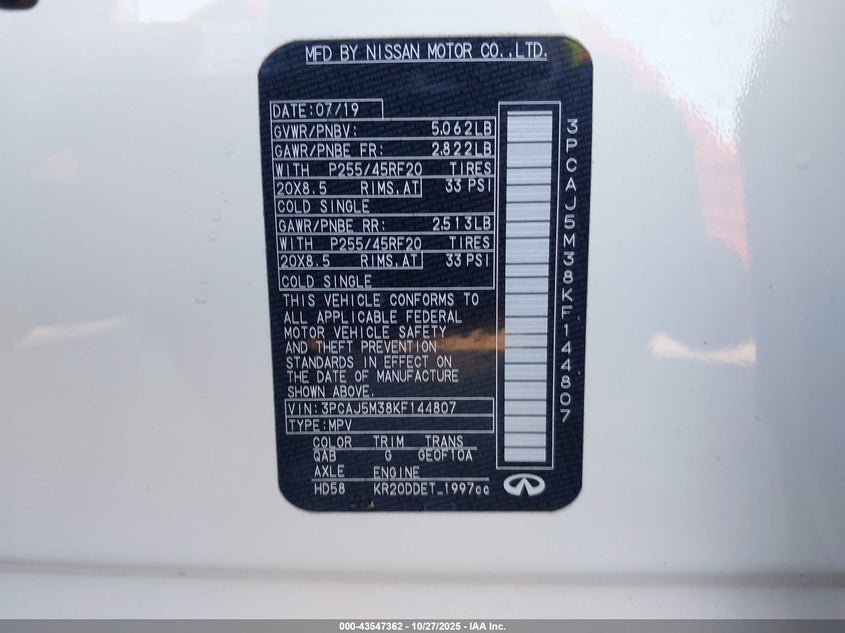 MFD BY NISSAN MOTOR CO.,LTD.
DATE:07/19
GVWR/PNBV: 5.062LB
GAWR/PNBE FR: 2.822LB
WITH P255/45RF20 TIRES
20X8.5 RIMS,AT 33 PSI
COLD SINGLE
GAWR/PNBE RR: 2.513LB
WITH P255/45RF20 TIRES
20X8.5 RIMS,AT 33 PSI
COLD SINGLE
THIS VEHICLE CONFORMS TO
ALL APPLICABLE FEDERAL
MOTOR VEHICLE SAFETY
AND THEFT PREVENTION
STANDARDS IN EFFECT ON
THE DATE OF MANUFACTURE
SHOWN ABOVE.
VIN:3PCAJ5M38KF144807
TYPE:MPV
COLOR TRIM TRANS
QAB G GE0F10A
AXLE ENGINE
HD58 KR20DDET_1997cc
3PCAJ5M38KF144807
000-43547362 - 10/27/2025 - IAA Inc.